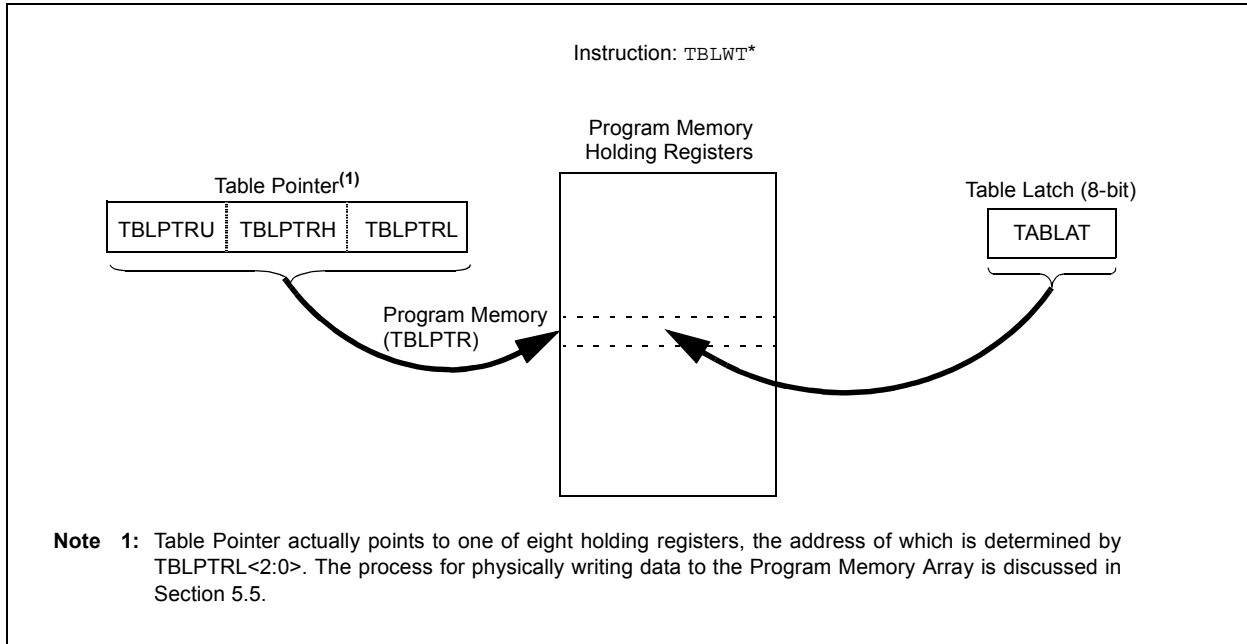 Instruction: TBLWT*
Program Memory
Holding Registers
Table Pointer(1)
Table Latch (8-bit)
TBLPTRU TBLPTRH TBLPTRL
TABLAT
Program Memory
(TBLPTR)
Note 1: Table Pointer actually points to one of eight holding registers, the address of which is determined by
TBLPTRL<2:0>. The process for physically writing data to the Program Memory Array is discussed in
Section 5.5.